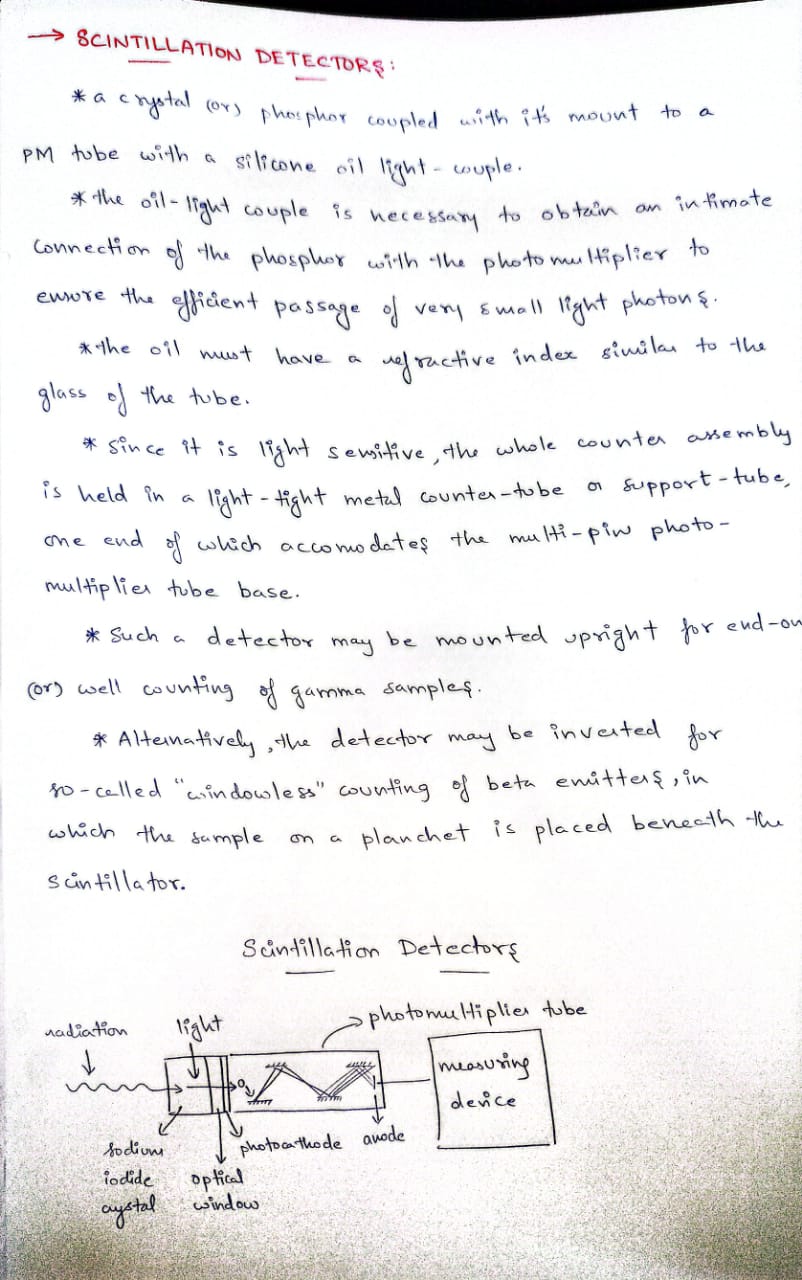 → SCINTILLATION DETECTORS:
* a crystal (or) phosphor coupled with it's mount to a
PM tube with a silicone oil light - couple.
* the oil-light couple is necessary to obtain an intimate
connection of the phosphor with the photomultiplier to
ensure the efficient passage of very small light photons.
* the oil must have a refractive index similar to the
glass of the tube.
* Since it is light sensitive, the whole counter assembly
is held in a light-tight metal counter-tube or support-tube,
one end of which accomodates the multi-pin photo-
multiplier tube base.
* Such a detector may be mounted upright for end-on
(or) well counting of gamma samples.
* Alternatively, the detector may be inverted for
so-called "windowless" counting of beta emitters, in
which the sample on a planchet is placed beneath the
scintillator.
Scintillation Detectors
photomultiplier tube
radiation light
measuring
device
sodium photocathode anode
iodide optical
crystal window